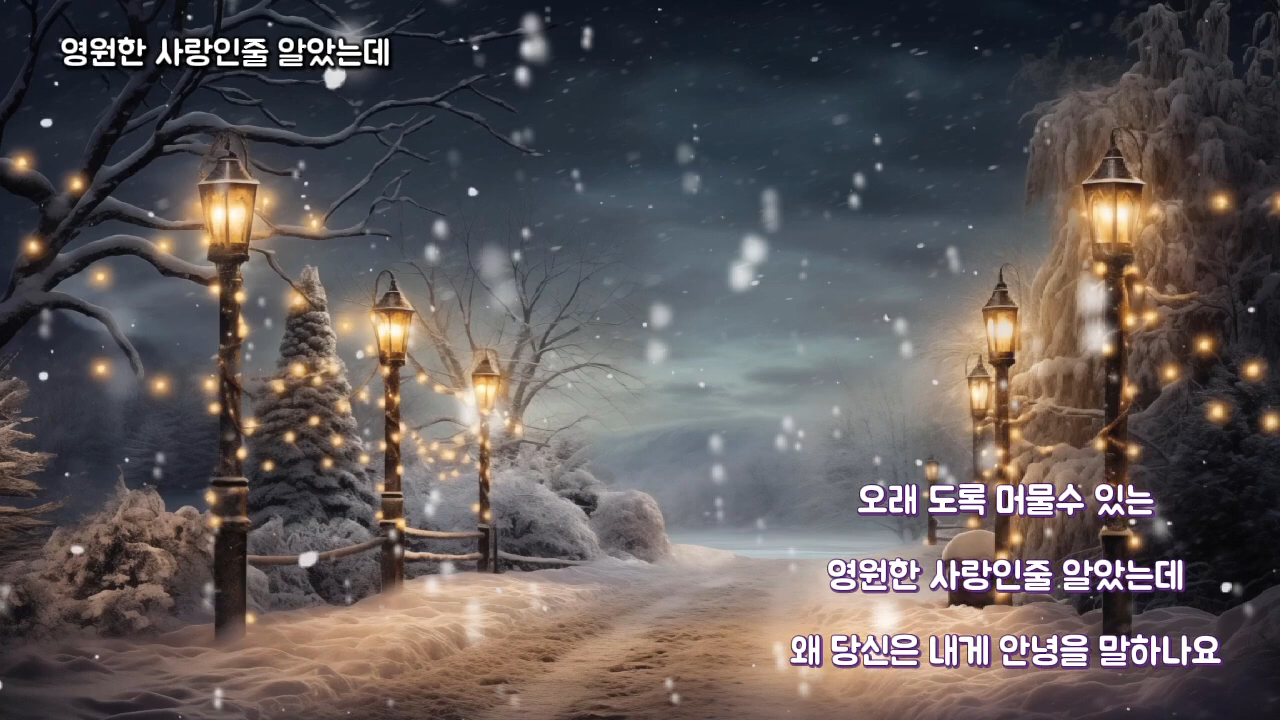 영원한 사랑인줄 알았는데
오래 도록 머물수 있는
영원한 사랑인줄 알았는데
왜 당신은 내게 안녕을 말하나요